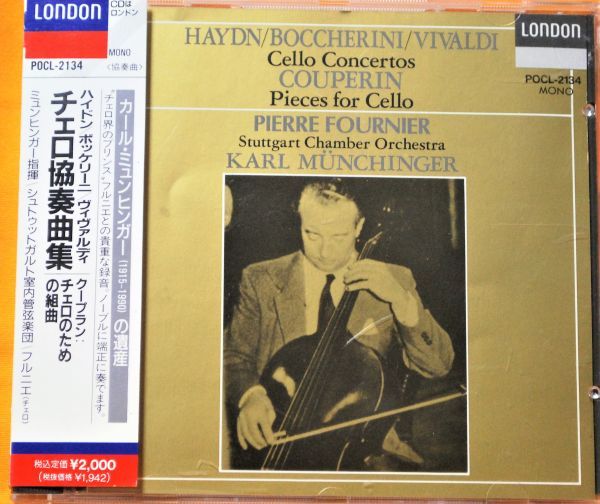 LONDON
CDは
ロンドン
MONO
POCL-2134
〈協奏曲〉
カール・ミュンヒンガー(1915-1990)の遺産
“チェロ界のプリンス”フルニエとの貴重な録音。ノーブルに端正に奏でます。
ハイドン ボッケリーニ ヴィヴァルディ
チェロ協奏曲集
クープラン:
チェロのため
の組曲
ミュンヒンガー指揮/シュトゥットガルト室内管弦楽団/フルニエ(チェロ)
税込定価¥2,000
(税抜価格¥1,942)
HAYDN/BOCCHERINI/VIVALDI
Cello Concertos
COUPERIN
Pieces for Cello
PIERRE FOURNIER
Stuttgart Chamber Orchestra
KARL MÜNCHINGER
LONDON
POCL-2134
MONO